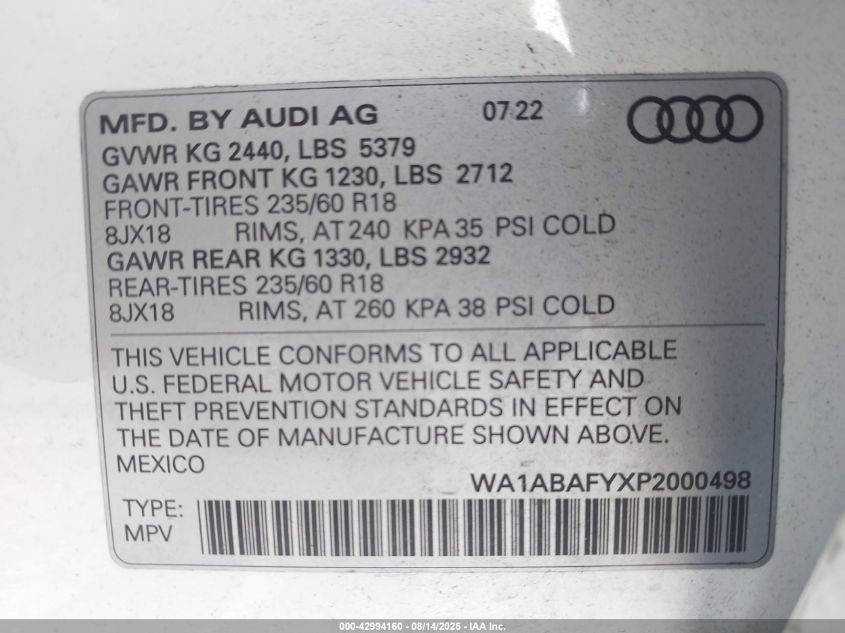 MFD. BY AUDI AG 07 22
GVWR KG 2440, LBS 5379
GAWR FRONT KG 1230, LBS 2712
FRONT-TIRES 235/60 R18
8JX18 RIMS, AT 240 KPA 35 PSI COLD
GAWR REAR KG 1330, LBS 2932
REAR-TIRES 235/60 R18
8JX18 RIMS, AT 260 KPA 38 PSI COLD
THIS VEHICLE CONFORMS TO ALL APPLICABLE
U.S. FEDERAL MOTOR VEHICLE SAFETY AND
THEFT PREVENTION STANDARDS IN EFFECT ON
THE DATE OF MANUFACTURE SHOWN ABOVE.
MEXICO
WA1ABAFYXP2000498
TYPE:
MPV
000-42994160 - 08/14/2025 - IAA Inc.